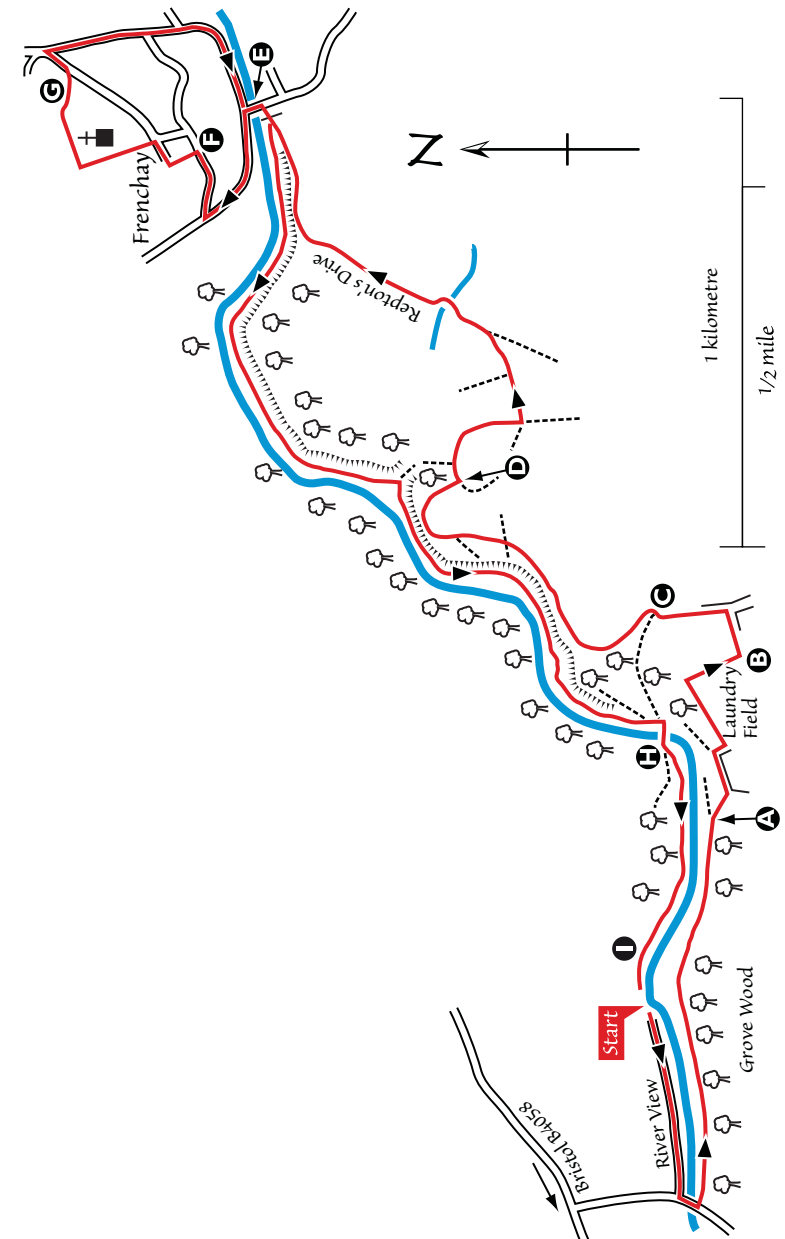 G
E
F
Frenchay
N
Repton's Drive
1 kilometre
1/2 mile
D
C
B
Laundry
Field
H
A
I
Start
Grove Wood
River View
Bristol B4058